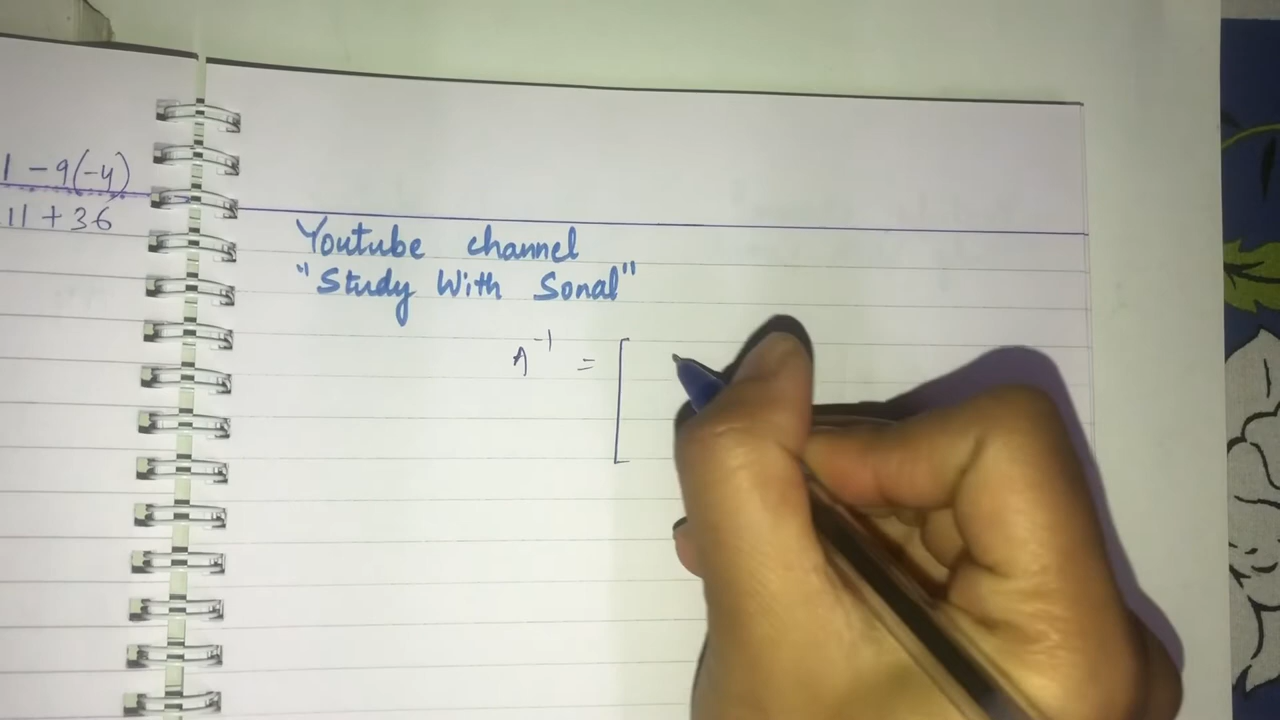 1 - 9(-4)
11 + 36
Youtube channel
"Study With Sonal"
A⁻¹ = [